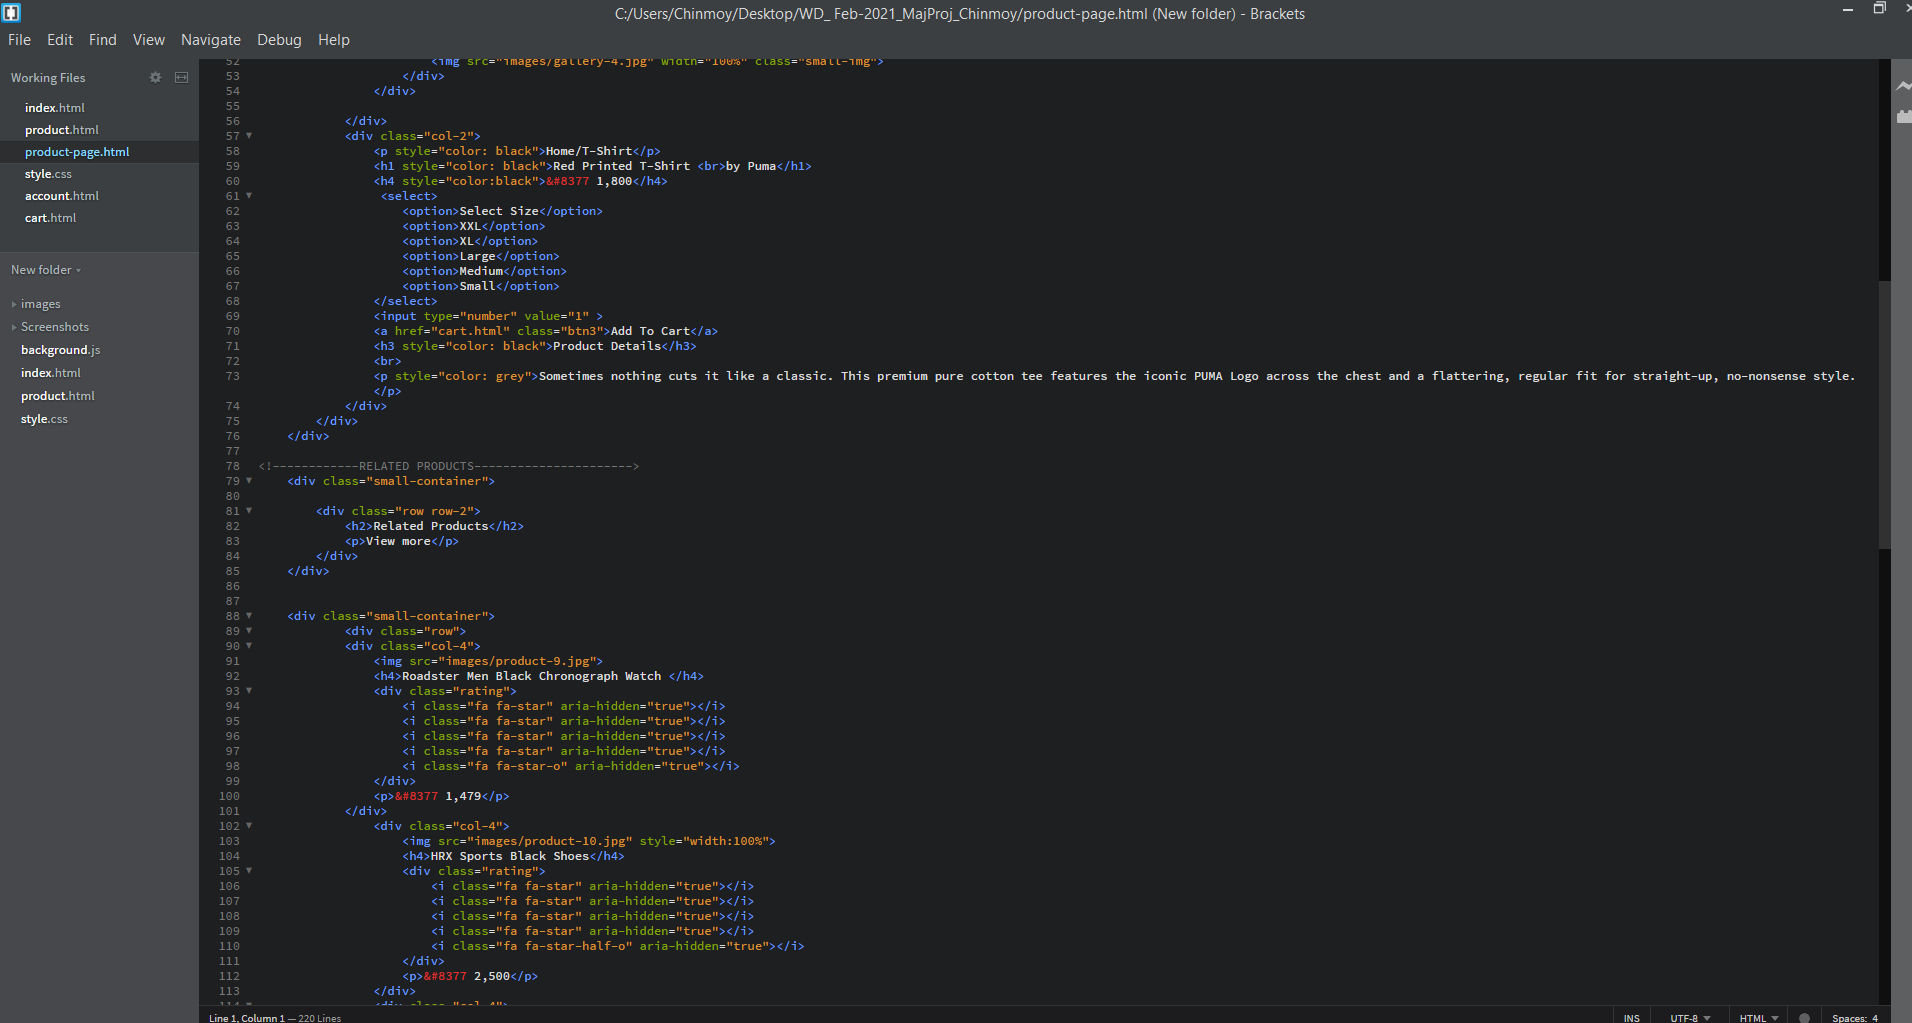 C:/Users/Chinmoy/Desktop/WD_ Feb-2021_MajProj_Chinmoy/product-page.html (New folder) - Brackets
File Edit Find View Navigate Debug Help
Working Files
index.html
product.html
product-page.html
style.css
account.html
cart.html
New folder
images
Screenshots
background.js
index.html
product.html
style.css
52 <img src="images/gallery-4.jpg" width="100%" class="small-img">
53 </div>
54 </div>
55
56 </div>
57 <div class="col-2">
58 <p style="color: black">Home/T-Shirt</p>
59 <h1 style="color: black">Red Printed T-Shirt <br>by Puma</h1>
60 <h4 style="color:black">&#8377 1,800</h4>
61 <select>
62 <option>Select Size</option>
63 <option>XXL</option>
64 <option>XL</option>
65 <option>Large</option>
66 <option>Medium</option>
67 <option>Small</option>
68 </select>
69 <input type="number" value="1" >
70 <a href="cart.html" class="btn3">Add To Cart</a>
71 <h3 style="color: black">Product Details</h3>
72 <br>
73 <p style="color: grey">Sometimes nothing cuts it like a classic. This premium pure cotton tee features the iconic PUMA Logo across the chest and a flattering, regular fit for straight-up, no-nonsense style.
</p>
74 </div>
75 </div>
76 </div>
77
78 <!------------RELATED PRODUCTS---------------------->
79 <div class="small-container">
80
81 <div class="row row-2">
82 <h2>Related Products</h2>
83 <p>View more</p>
84 </div>
85 </div>
86
87
88 <div class="small-container">
89 <div class="row">
90 <div class="col-4">
91 <img src="images/product-9.jpg">
92 <h4>Roadster Men Black Chronograph Watch </h4>
93 <div class="rating">
94 <i class="fa fa-star" aria-hidden="true"></i>
95 <i class="fa fa-star" aria-hidden="true"></i>
96 <i class="fa fa-star" aria-hidden="true"></i>
97 <i class="fa fa-star" aria-hidden="true"></i>
98 <i class="fa fa-star-o" aria-hidden="true"></i>
99 </div>
100 <p>&#8377 1,479</p>
101 </div>
102 <div class="col-4">
103 <img src="images/product-10.jpg" style="width:100%">
104 <h4>HRX Sports Black Shoes</h4>
105 <div class="rating">
106 <i class="fa fa-star" aria-hidden="true"></i>
107 <i class="fa fa-star" aria-hidden="true"></i>
108 <i class="fa fa-star" aria-hidden="true"></i>
109 <i class="fa fa-star" aria-hidden="true"></i>
110 <i class="fa fa-star-half-o" aria-hidden="true"></i>
111 </div>
112 <p>&#8377 2,500</p>
113 </div>
114 <div class="col-4">
Line 1, Column 1 — 220 Lines INS UTF-8 HTML Spaces: 4